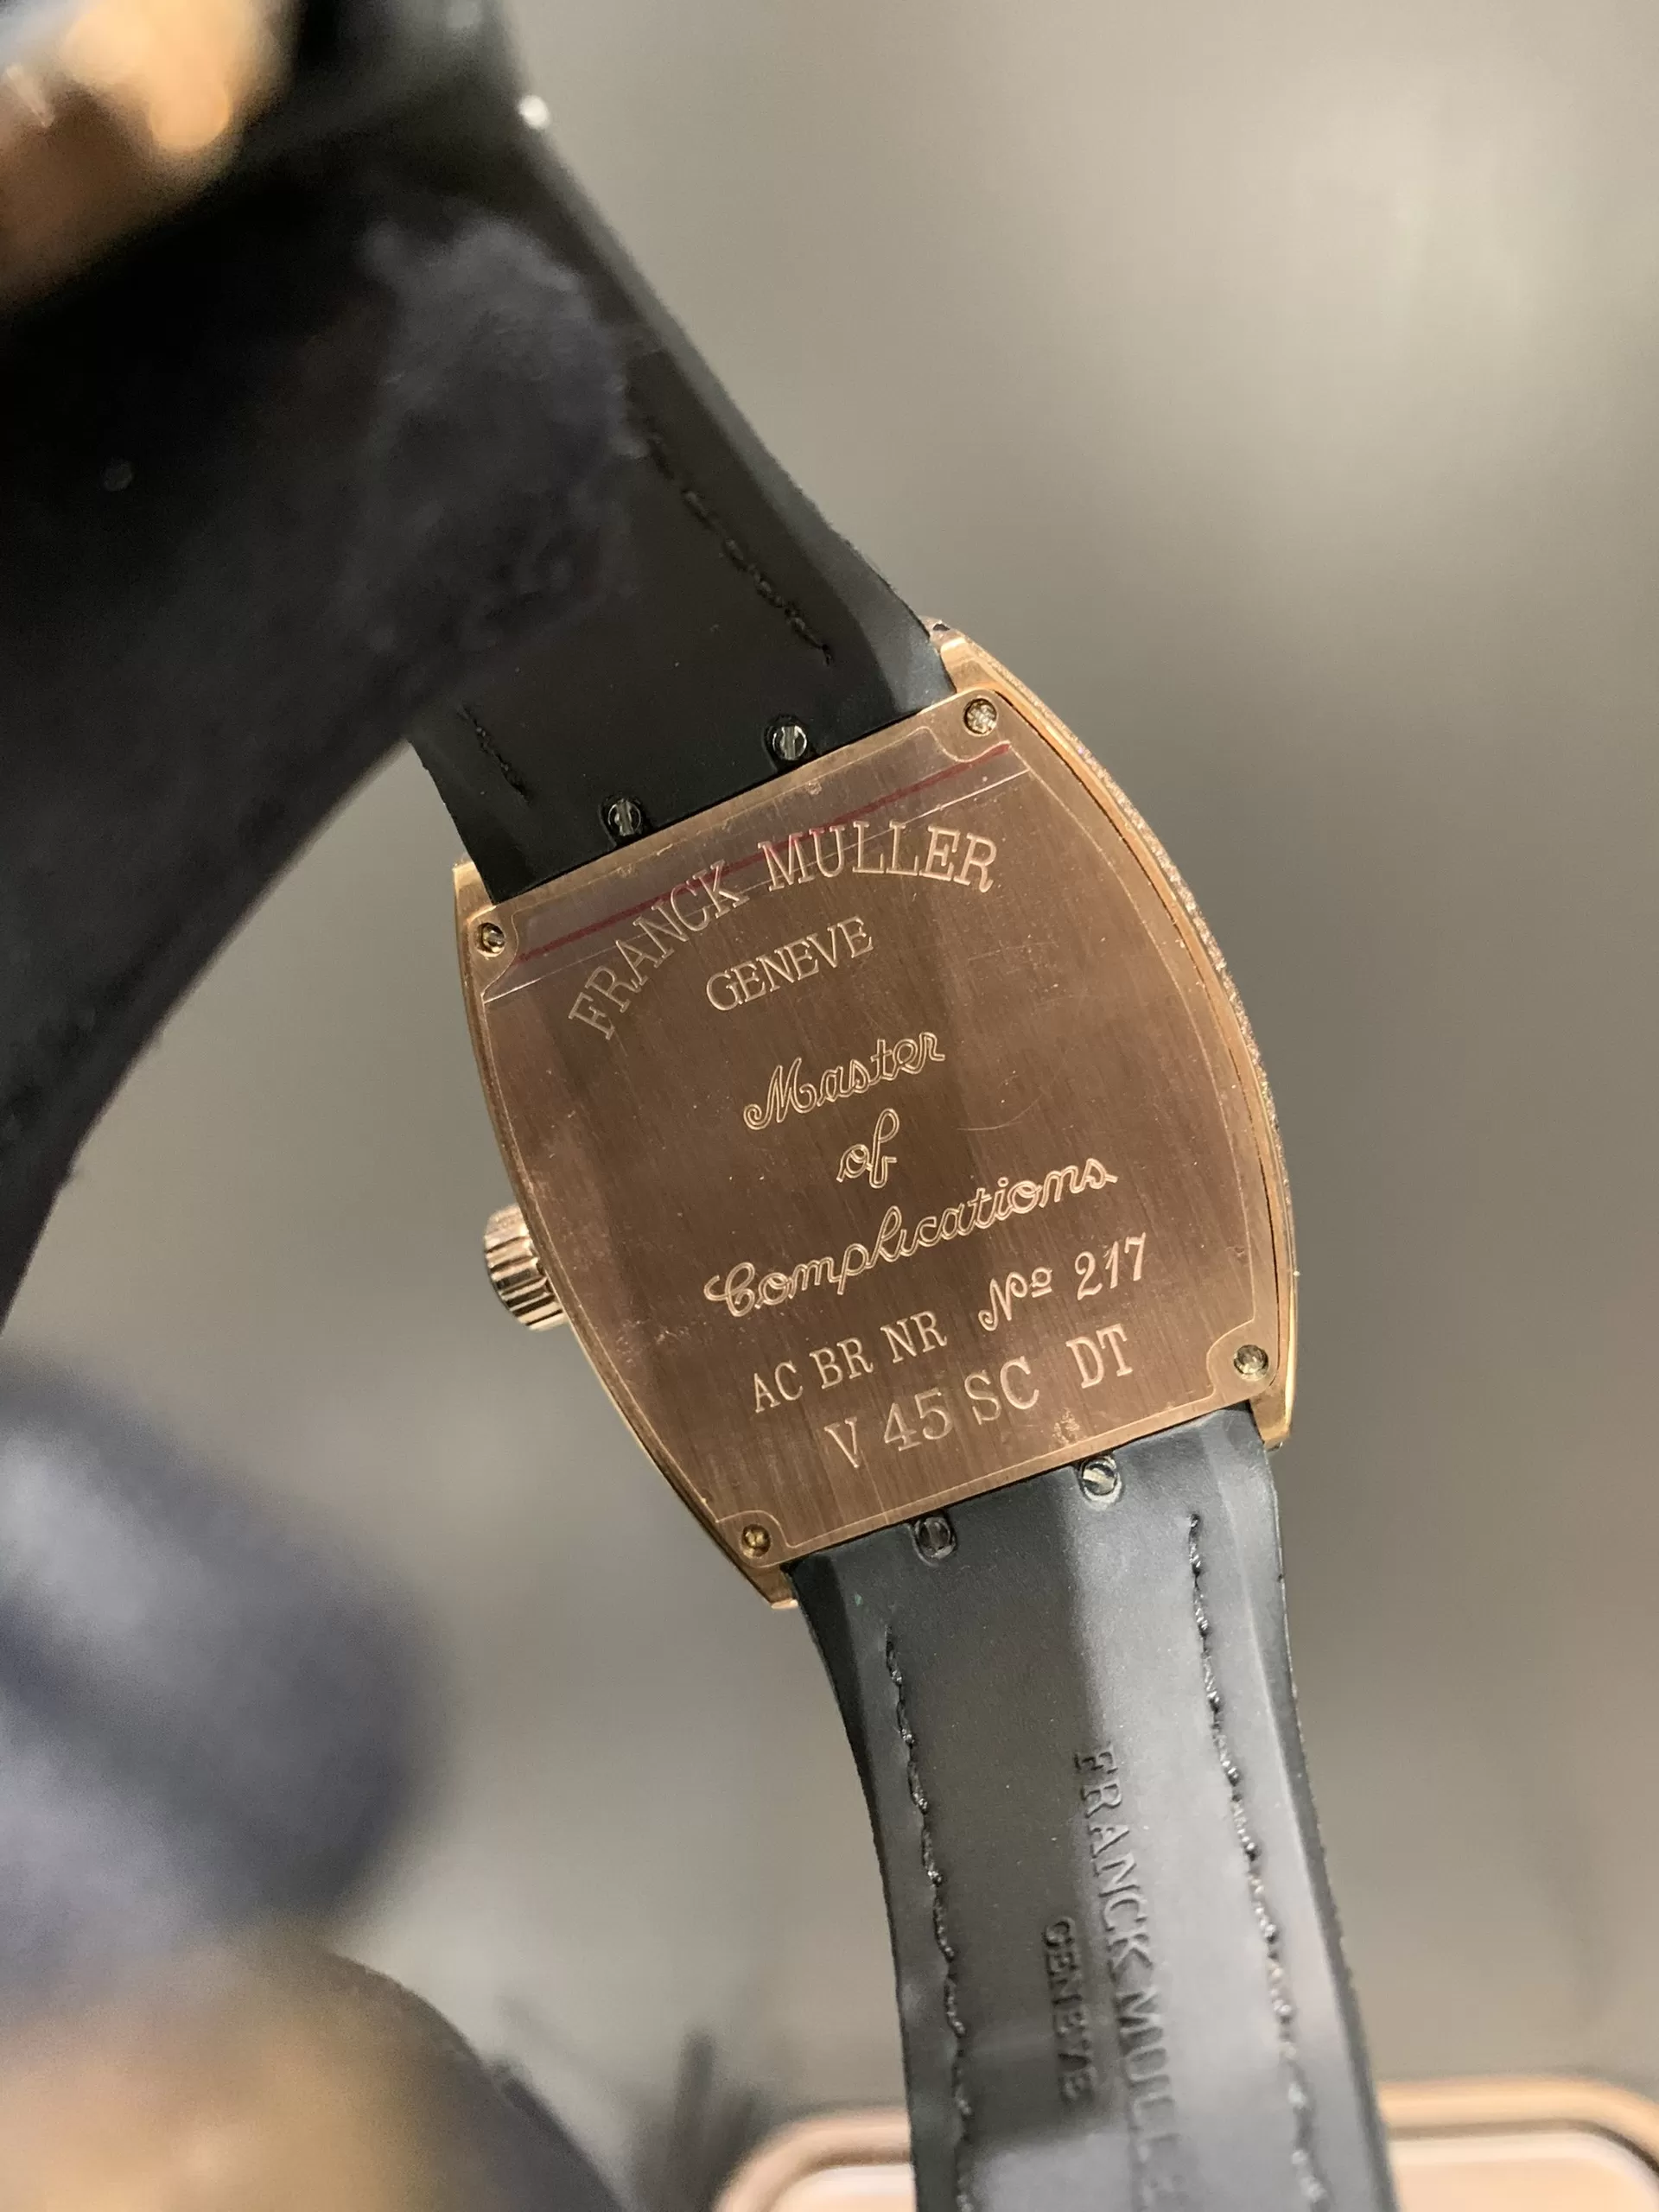 FRANCK MULLER
GENEVE
Master
of
Complications
AC BR NR Nº 217
V 45 SC DT
FRANCK MULLER
GENEVE